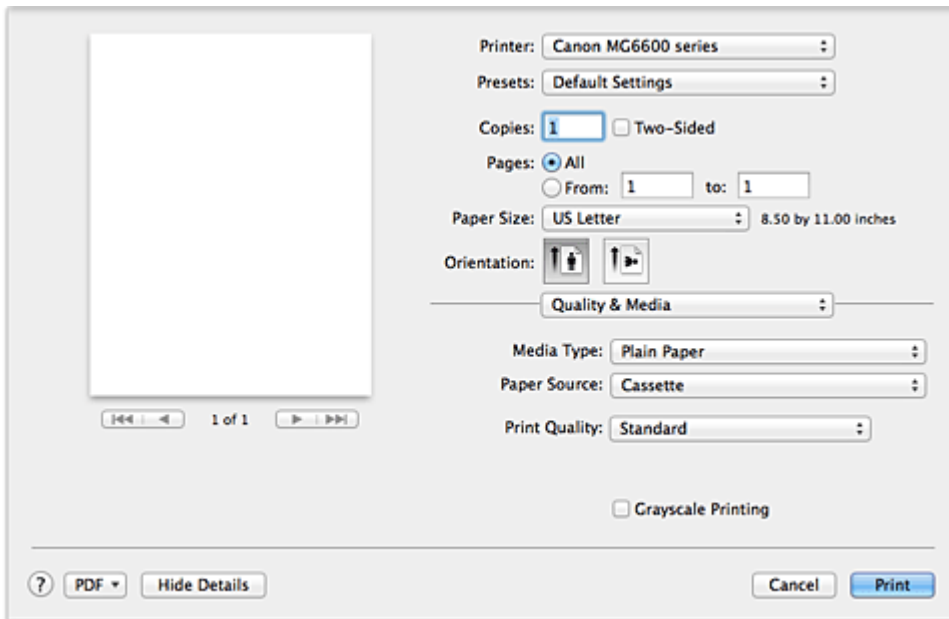 Printer: Canon MG6600 series
Presets: Default Settings
Copies: 1 Two-Sided
Pages: All
From: 1 to: 1
Paper Size: US Letter 8.50 by 11.00 inches
Orientation:
Quality & Media
Media Type: Plain Paper
Paper Source: Cassette
1 of 1
Print Quality: Standard
Grayscale Printing
? PDF Hide Details Cancel Print